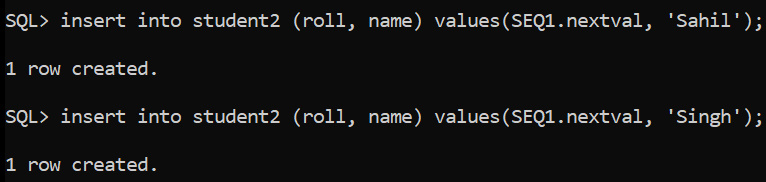 SQL> insert into student2 (roll, name) values(SEQ1.nextval, 'Sahil');
1 row created.
SQL> insert into student2 (roll, name) values(SEQ1.nextval, 'Singh');
1 row created.